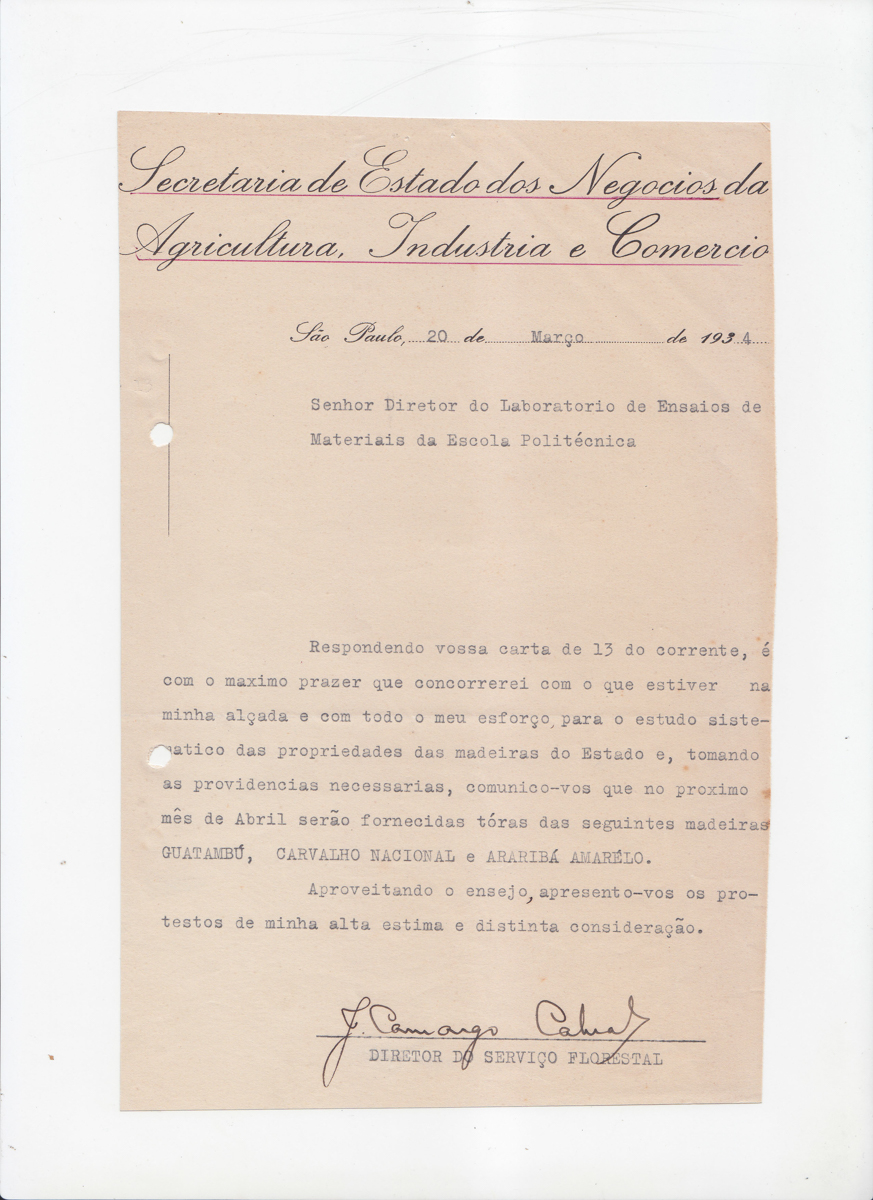 Secretaria de Estado dos Negocios da
Agricultura, Industria e Comercio
São Paulo, 20 de Março de 1934
Senhor Diretor do Laboratorio de Ensaios de
Materiais da Escola Politécnica
Respondendo vossa carta de 13 do corrente, é
com o maximo prazer que concorrerei com o que estiver na
minha alçada e com todo o meu esforço, para o estudo siste-
matico das propriedades das madeiras do Estado e, tomando
as providencias necessarias, comunico-vos que no proximo
mês de Abril serão fornecidas tóras das seguintes madeiras
GUATAMBÚ, CARVALHO NACIONAL e ARARIBÁ AMARÉLO.
Aproveitando o ensejo, apresento-vos os pro-
testos de minha alta estima e distinta consideração.
J. Camargo Cabral
DIRETOR DO SERVIÇO FLORESTAL